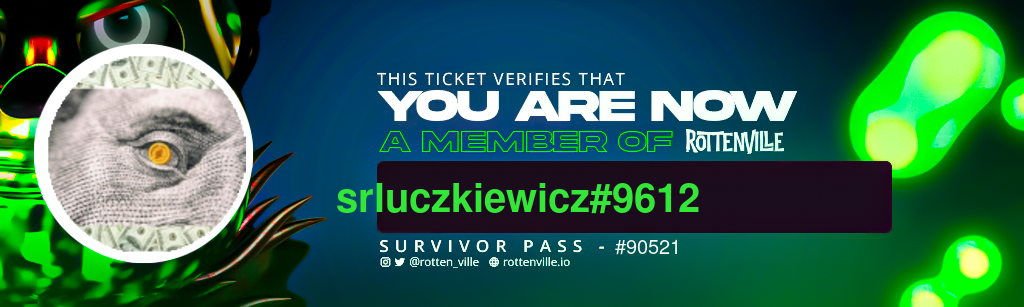 THIS TICKET VERIFIES THAT
YOU ARE NOW
A MEMBER OF ROTTENVILLE
srluczkiewicz#9612
SURVIVOR PASS - #90521
@rotten_ville rottenville.io